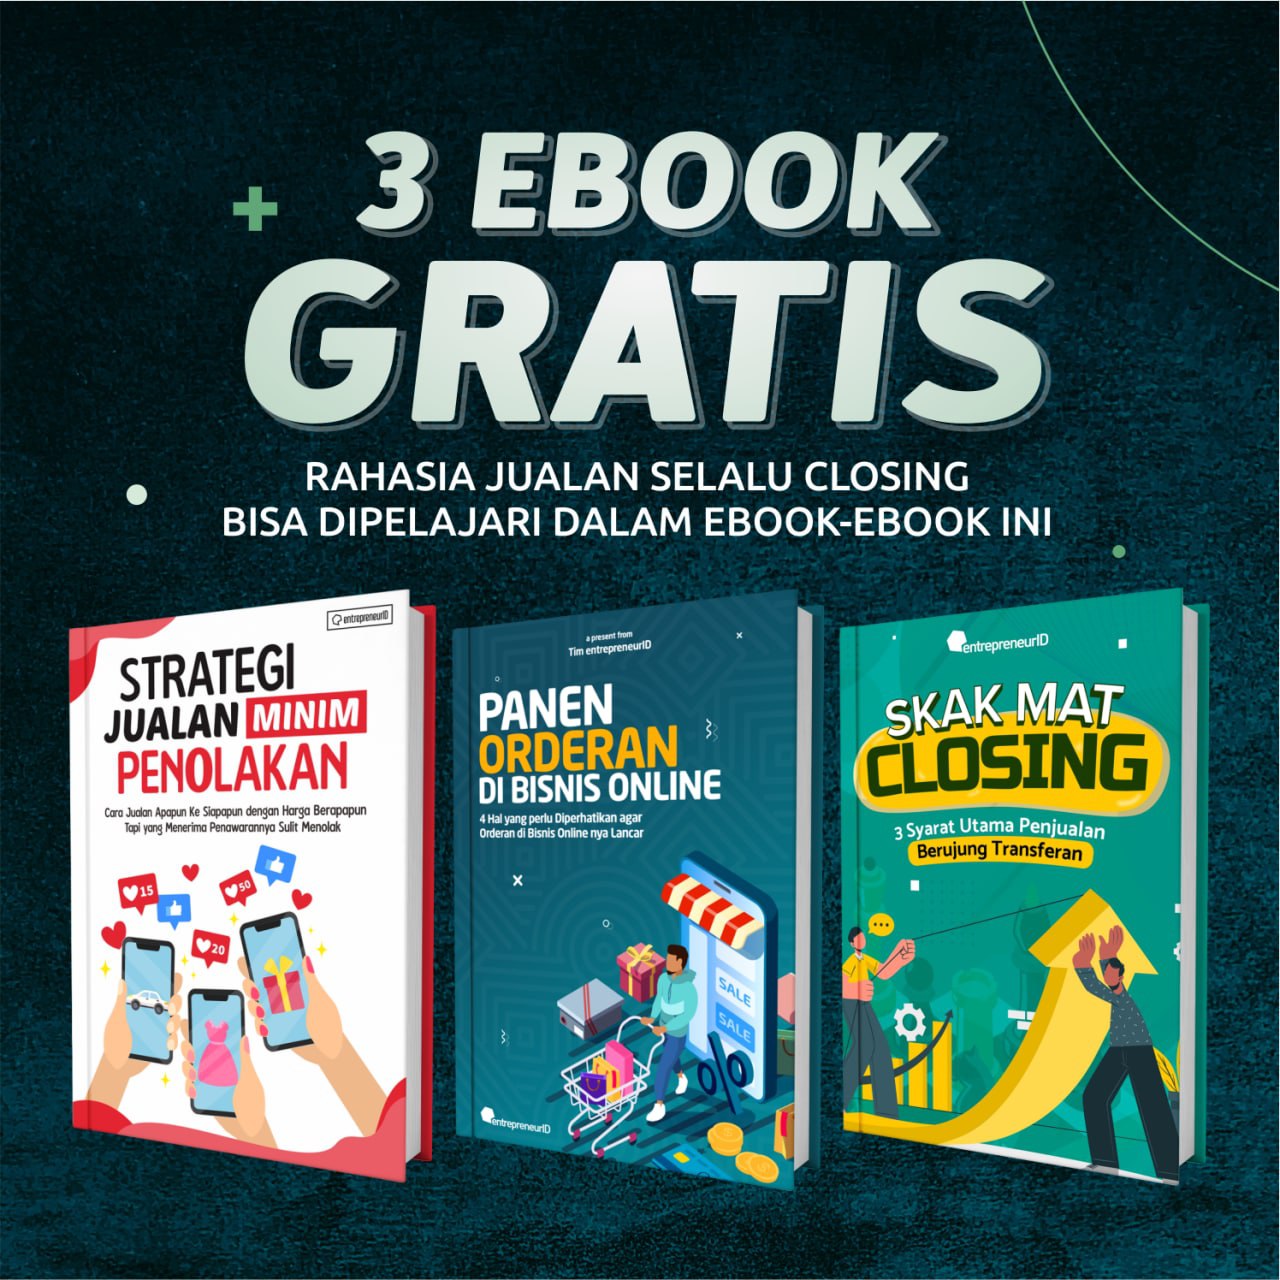 3 EBOOK
GRATIS
RAHASIA JUALAN SELALU CLOSING
BISA DIPELAJARI DALAM EBOOK-EBOOK INI
entrepreneurID
STRATEGI
JUALAN MINIM
PENOLAKAN
Cara Jualan Apapun Ke Siapapun dengan Harga Berapapun
Tapi yang Menerima Penawarannya Sulit Menolak
15
50
20
a present from
Tim entrepreneurID
PANEN
ORDERAN
DI BISNIS ONLINE
4 Hal yang perlu Diperhatikan agar
Orderan di Bisnis Online nya Lancar
SALE
SALE
%
entrepreneurID
entrepreneurID
SKAK MAT
CLOSING
3 Syarat Utama Penjualan
Berujung Transferan